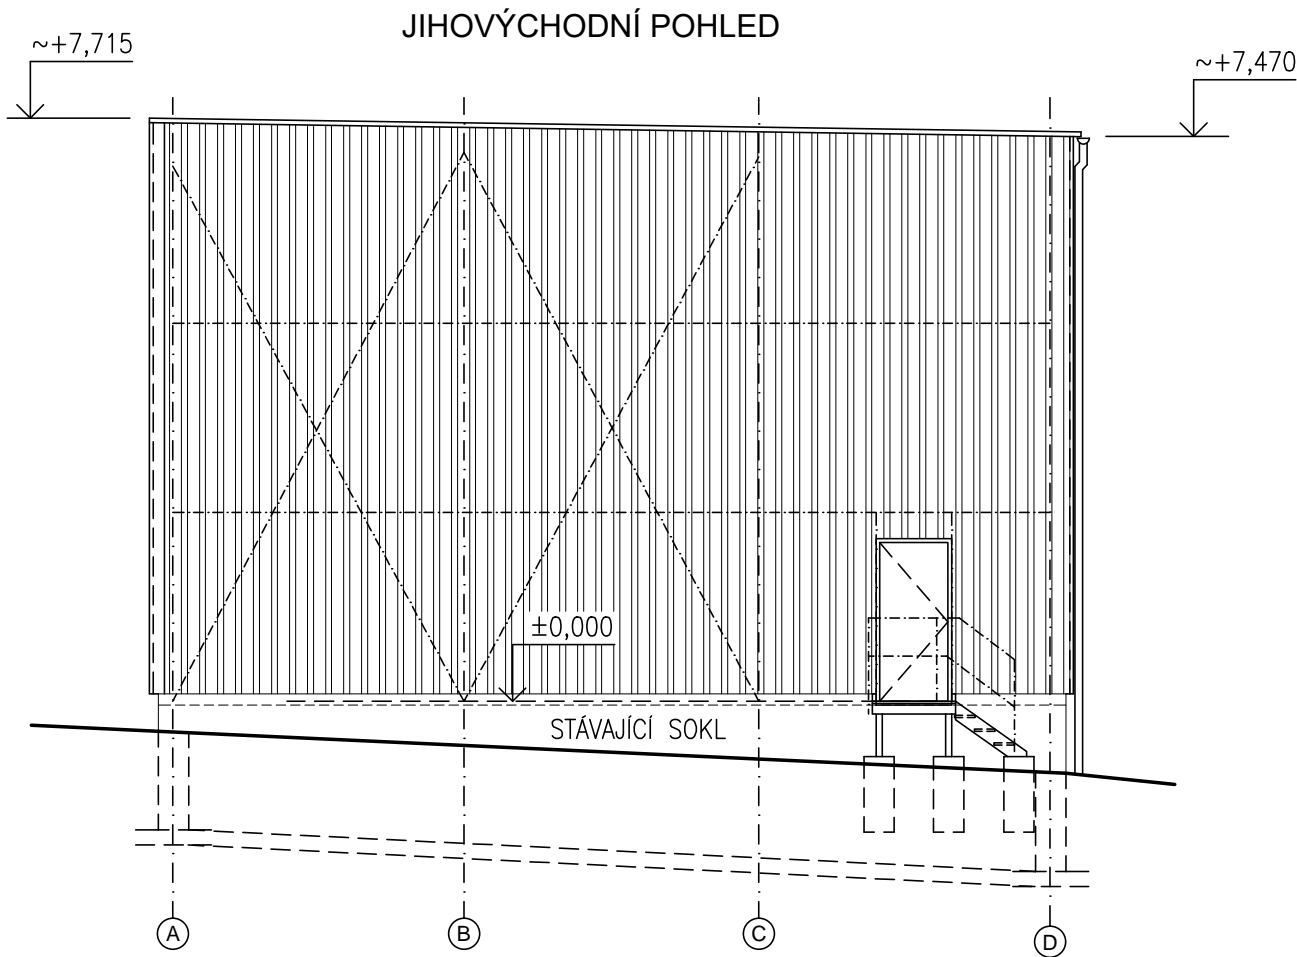 JIHOVÝCHODNÍ POHLED
~+7,715
~+7,470
±0,000
STÁVAJÍCÍ SOKL
A
B
C
D